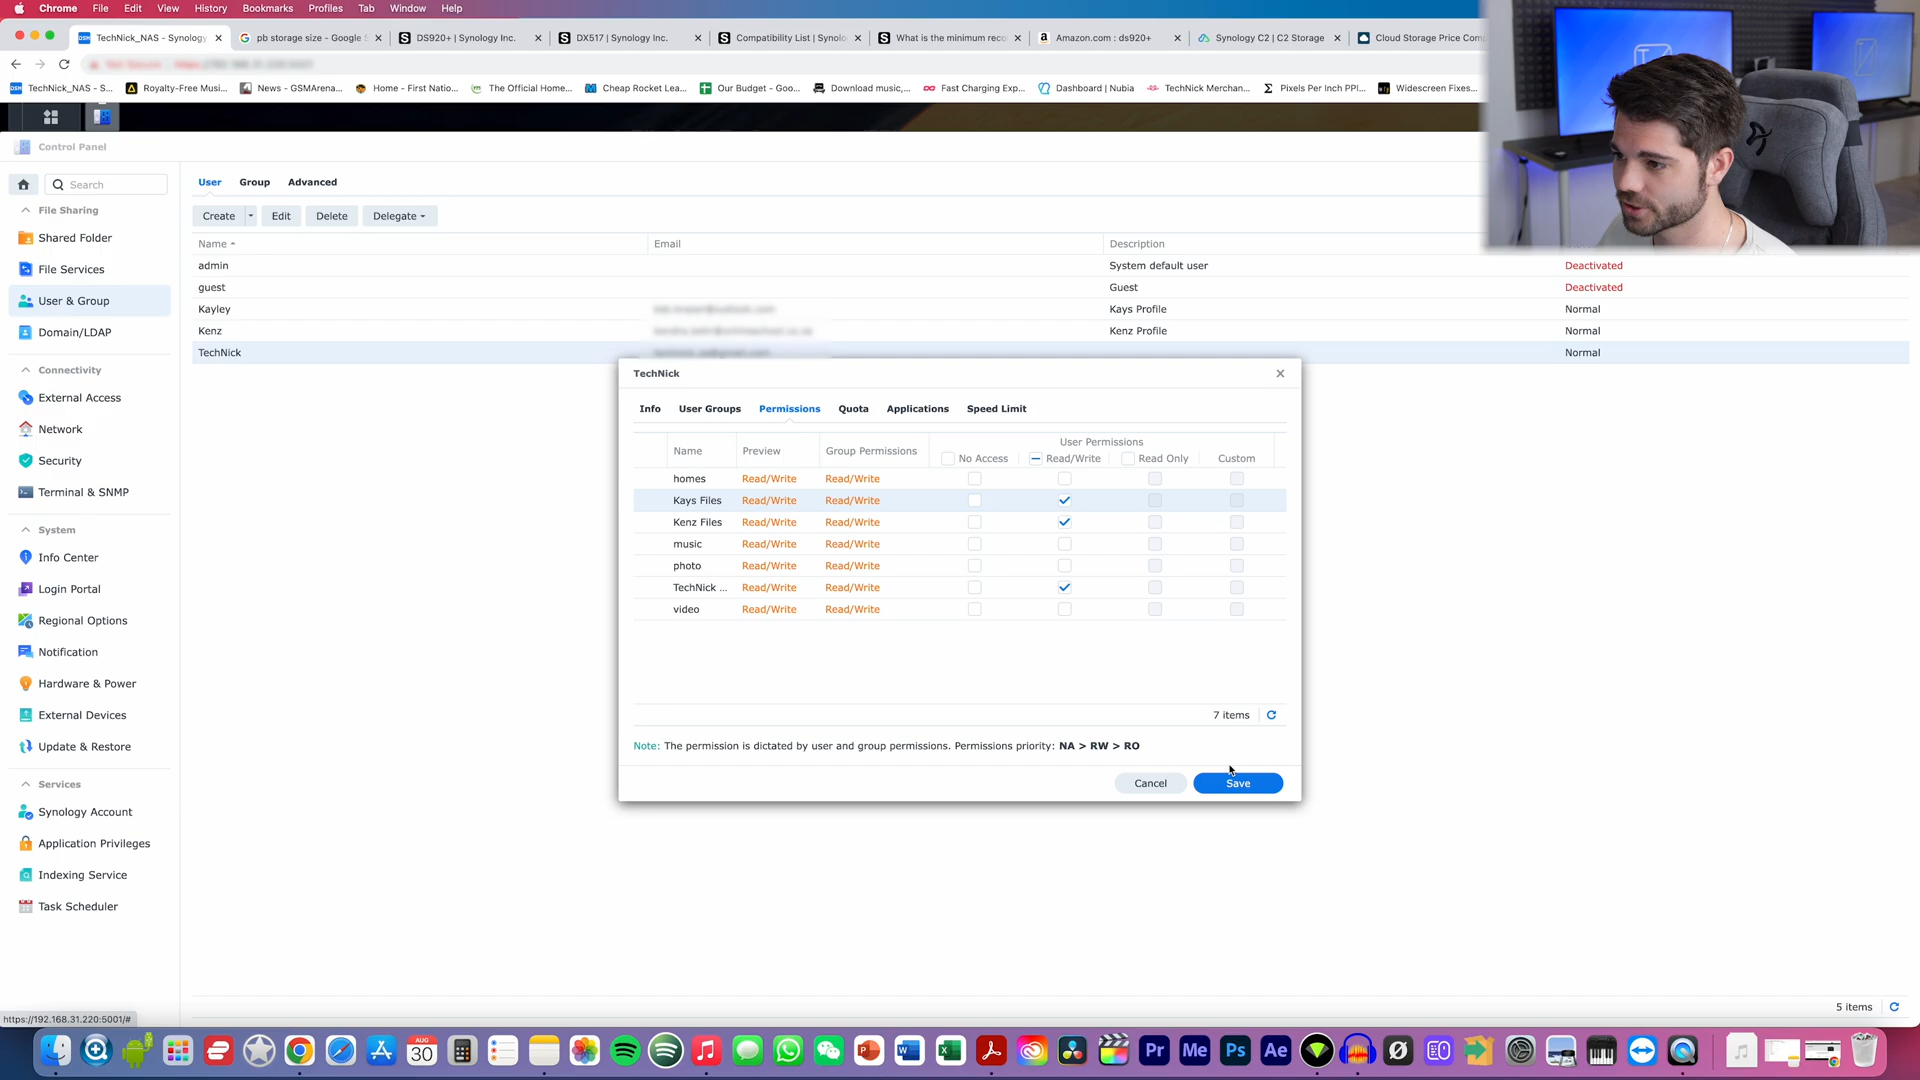 Chrome File Edit View History Bookmarks Profiles Tab Window Help
TechNick_NAS - Synology
pb storage size - Google S
DS920+ | Synology Inc.
DX517 | Synology Inc.
Compatibility List | Synolo
What is the minimum reco
Amazon.com : ds920+
Synology C2 | C2 Storage
Cloud Storage Price Com
TechNick_NAS - S...
Royalty-Free Musi...
News - GSMArena...
Home - First Natio...
The Official Home...
Cheap Rocket Lea...
Our Budget - Goo...
Download music,...
Fast Charging Exp...
Dashboard | Nubia
TechNick Merchan...
Pixels Per Inch PPI...
Widescreen Fixes...
Control Panel
Search
File Sharing
Shared Folder
File Services
User & Group
Domain/LDAP
Connectivity
External Access
Network
Security
Terminal & SNMP
System
Info Center
Login Portal
Regional Options
Notification
Hardware & Power
External Devices
Update & Restore
Services
Synology Account
Application Privileges
Indexing Service
Task Scheduler
User Group Advanced
Create Edit Delete Delegate
Name Email Description
admin System default user Deactivated
guest Guest Deactivated
Kayley Kays Profile Normal
Kenz Kenz Profile Normal
TechNick Normal
TechNick
Info User Groups Permissions Quota Applications Speed Limit
User Permissions
Name Preview Group Permissions No Access Read/Write Read Only Custom
homes Read/Write Read/Write
Kays Files Read/Write Read/Write
Kenz Files Read/Write Read/Write
music Read/Write Read/Write
photo Read/Write Read/Write
TechNick ... Read/Write Read/Write
video Read/Write Read/Write
7 items
Note: The permission is dictated by user and group permissions. Permissions priority: NA > RW > RO
Cancel Save
5 items
https://192.168.31.220:5001/#
AUG
30
Pr Me Ps Ae